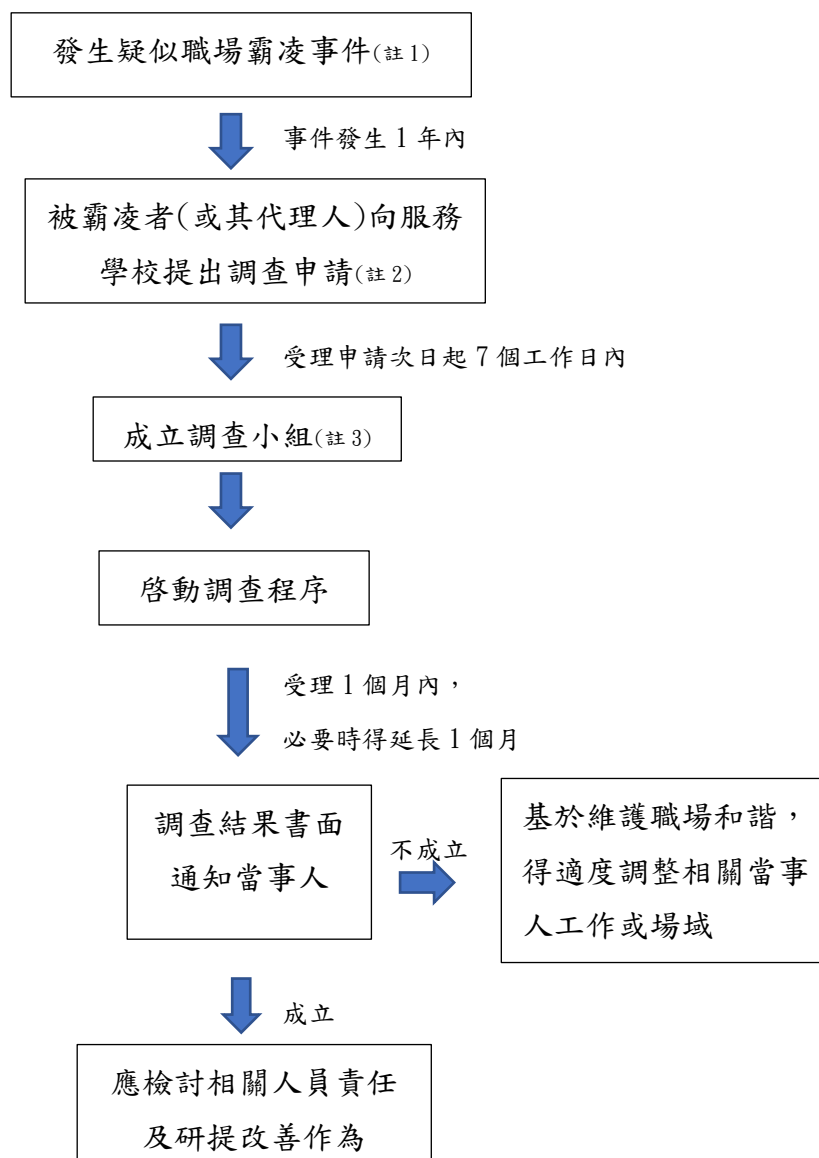 發生疑似職場霸凌事件(註1)
事件發生1年內
被霸凌者(或其代理人)向服務
學校提出調查申請(註2)
受理申請次日起7個工作日內
成立調查小組(註3)
啓動調查程序
受理1個月內，
必要時得延長1個月
調查結果書面
通知當事人
不成立
基於維護職場和諧，
得適度調整相關當事
人工作或場域
成立
應檢討相關人員責任
及研提改善作為